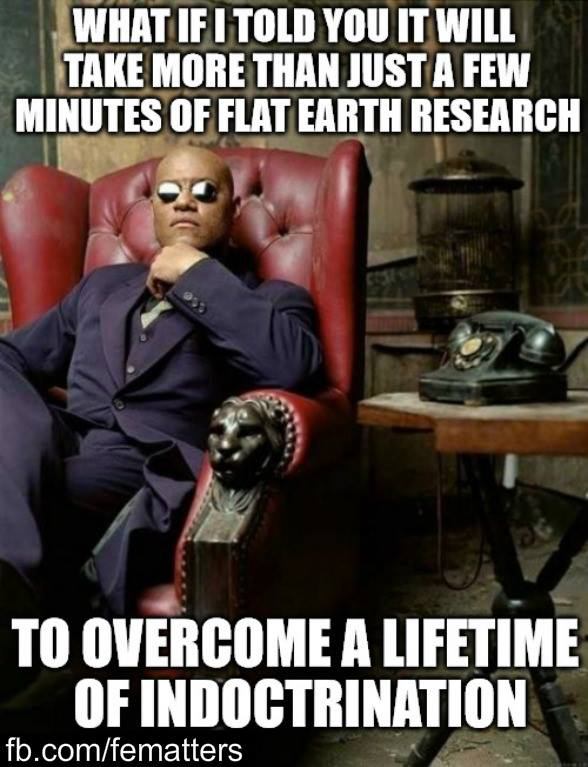 WHAT IF I TOLD YOU IT WILL
TAKE MORE THAN JUST A FEW
MINUTES OF FLAT EARTH RESEARCH
TO OVERCOME A LIFETIME
OF INDOCTRINATION
fb.com/fematters